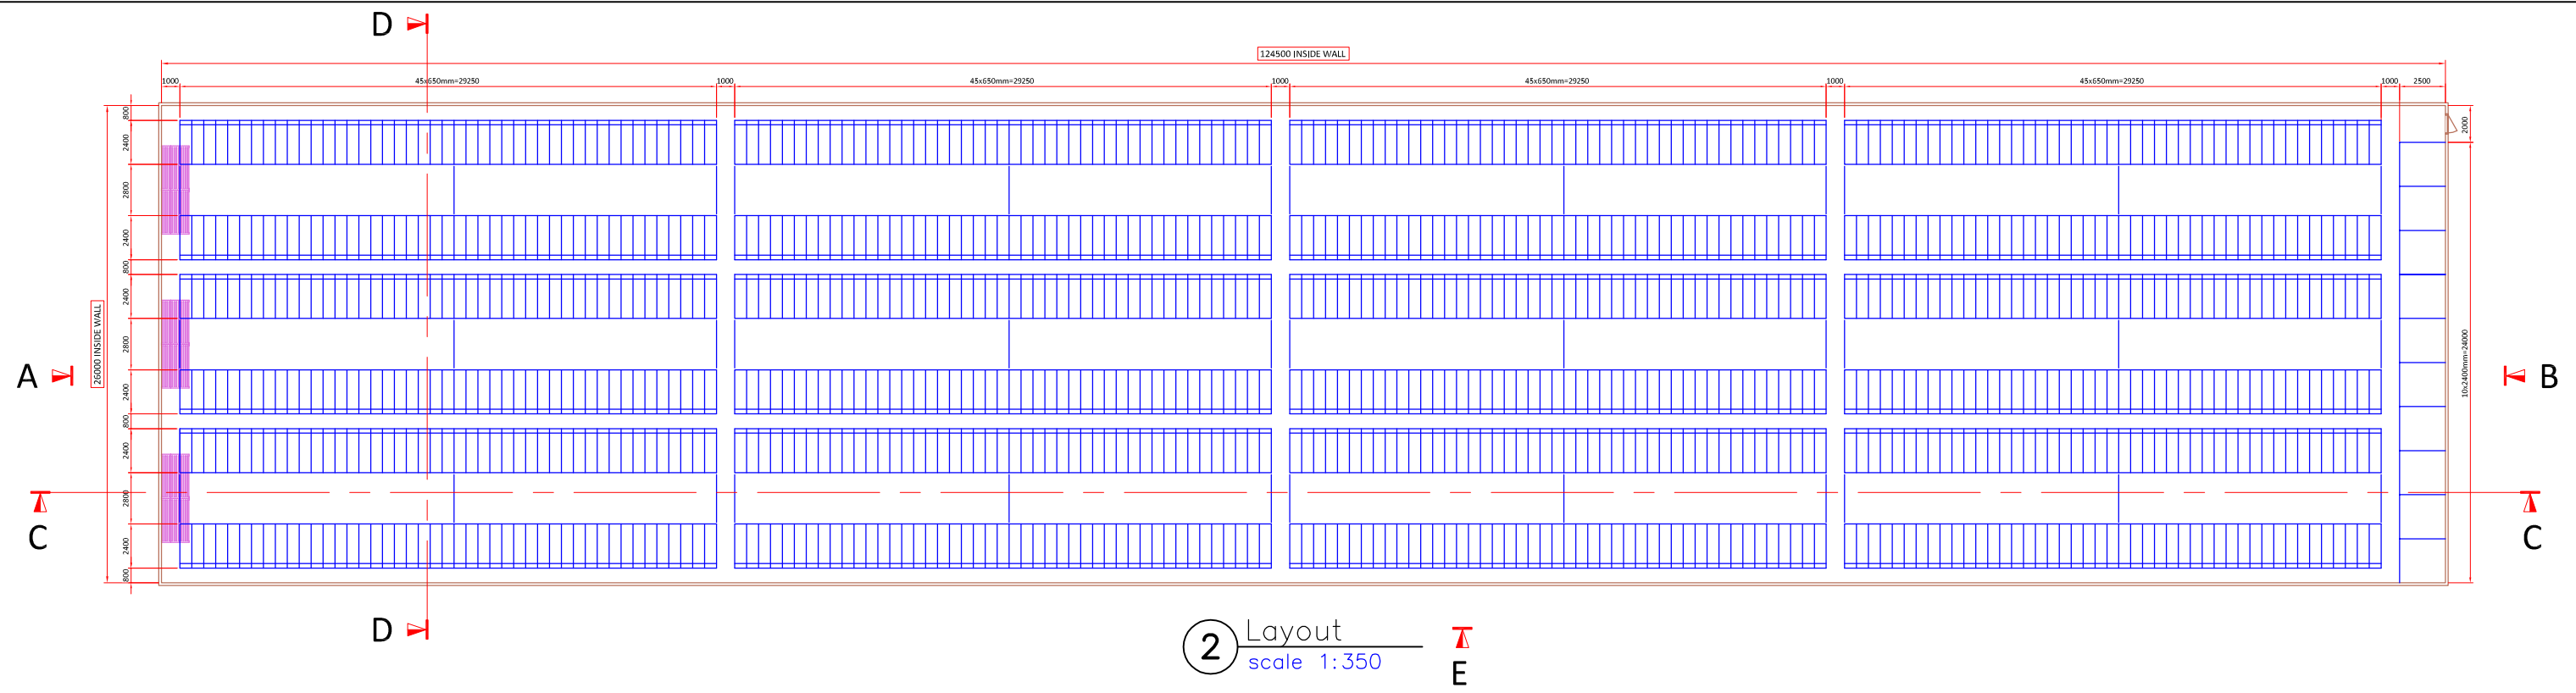 D
124500 INSIDE WALL
1000 45x650mm=29250 1000 45x650mm=29250 1000 45x650mm=29250 1000 45x650mm=29250 1000 2500
800
2400
2800
2400
800
2400
2800
2400
800
2400
2800
2400
800
26000 INSIDE WALL
2000
10x2400mm=24000
A
B
C
C
D
2
Layout
scale 1:350
E